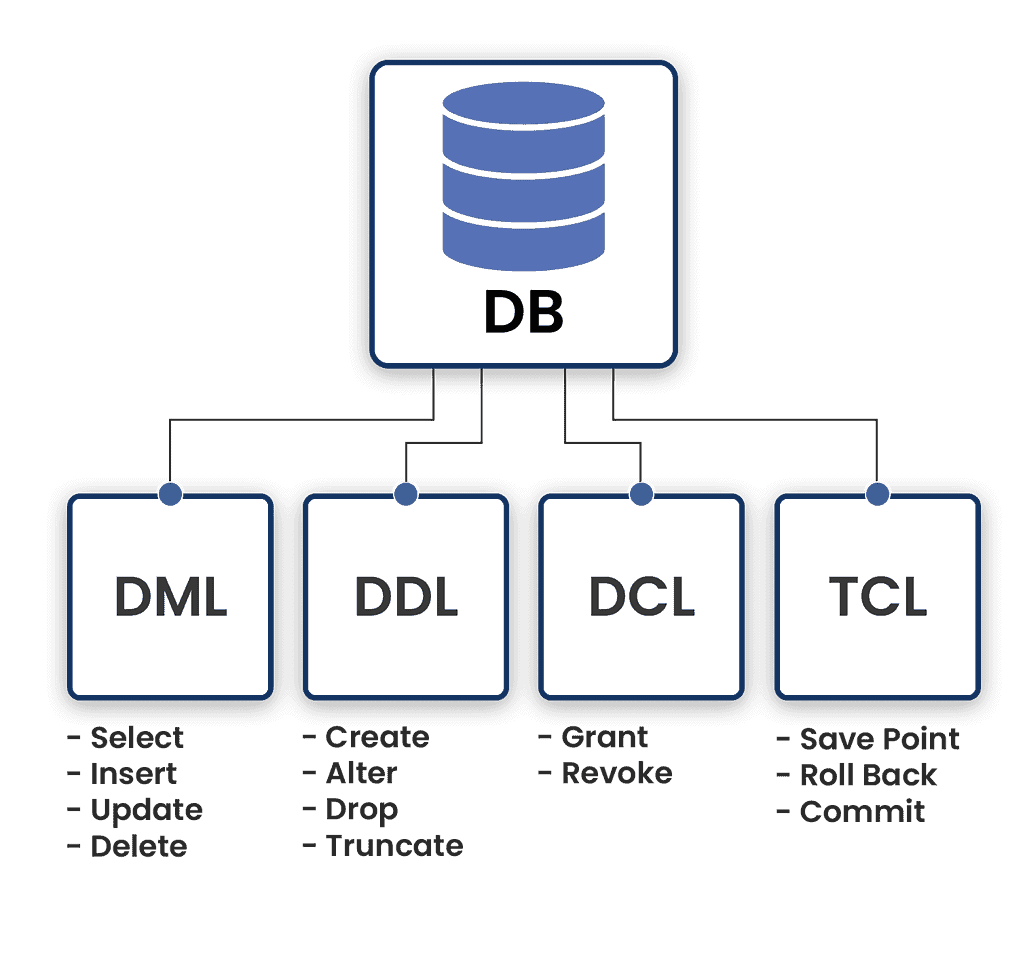 DB
DML
DDL
DCL
TCL
- Select
- Insert
- Update
- Delete
- Create
- Alter
- Drop
- Truncate
- Grant
- Revoke
- Save Point
- Roll Back
- Commit